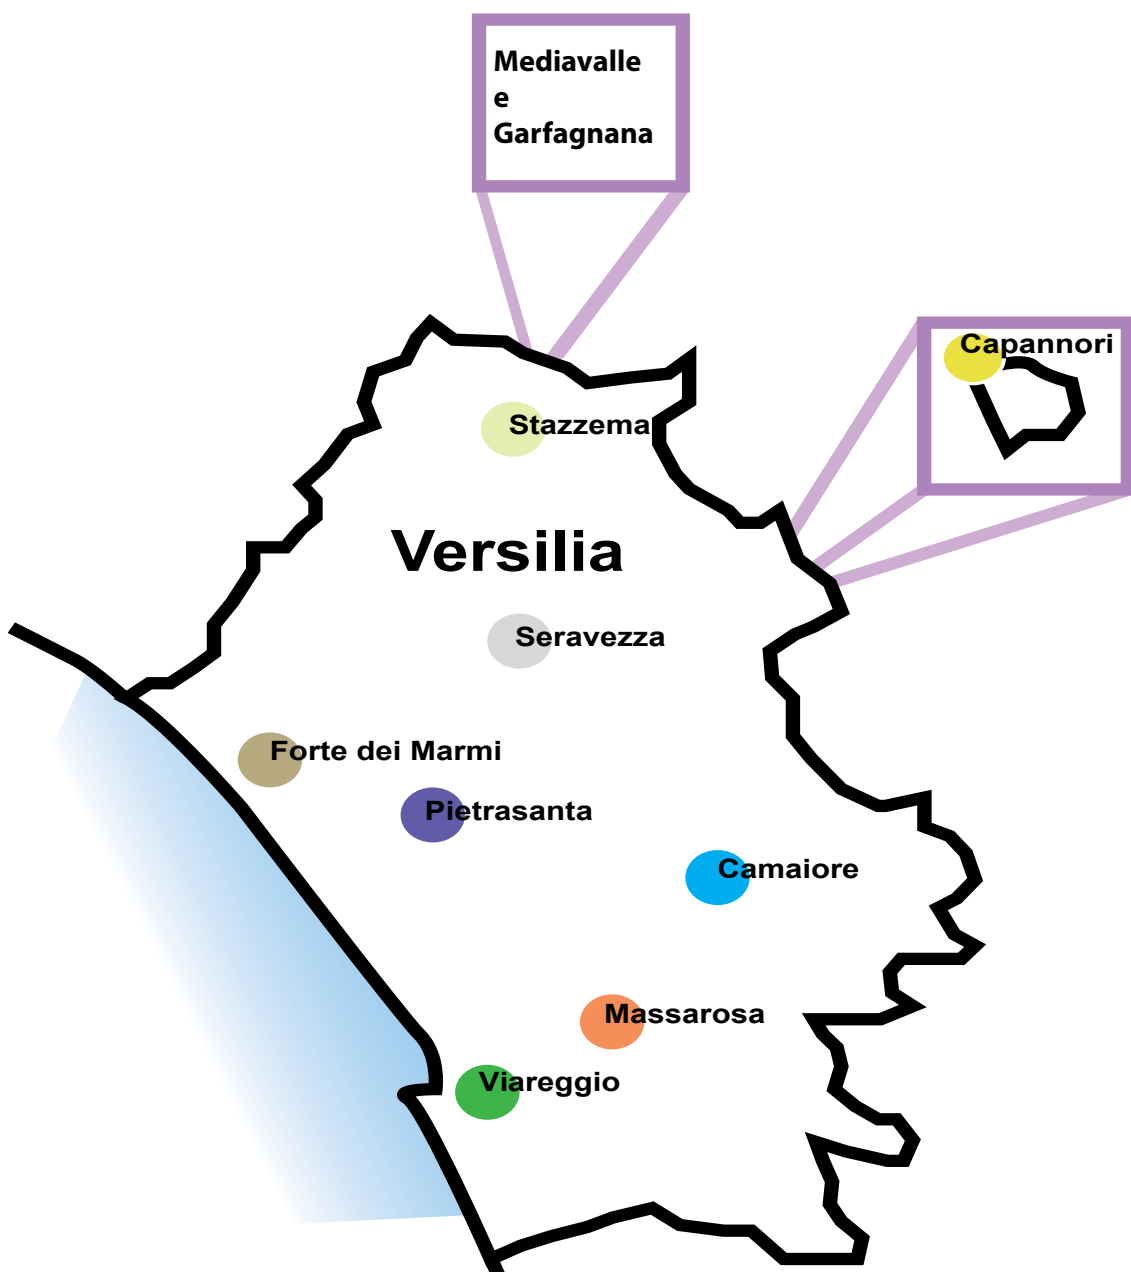 Mediavalle
e
Garfagnana
Capannori
Stazzema
Versilia
Seravezza
Forte dei Marmi
Pietrasanta
Camaiore
Massarosa
Viareggio